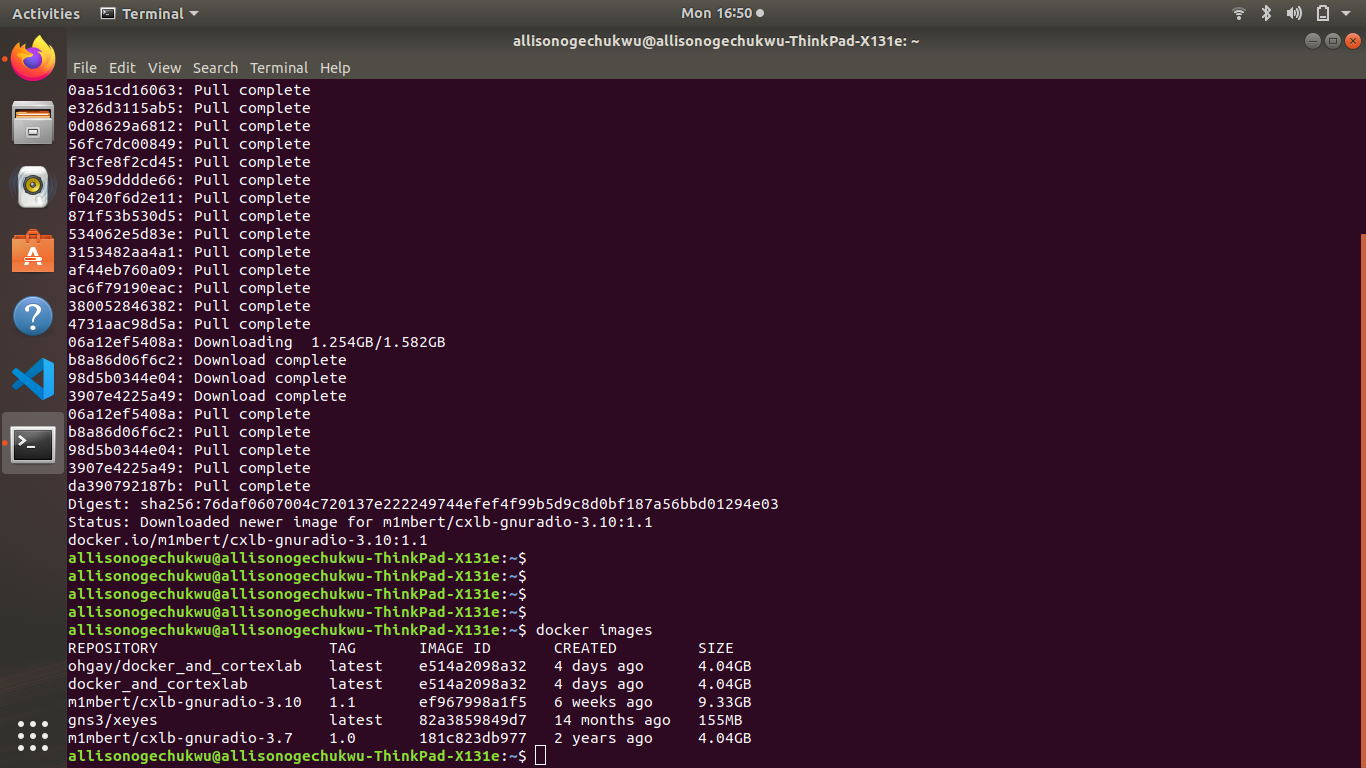 Activities Terminal Mon 16:50
allisonogechukwu@allisonogechukwu-ThinkPad-X131e: ~
File Edit View Search Terminal Help
0aa51cd16063: Pull complete
e326d3115ab5: Pull complete
0d08629a6812: Pull complete
56fc7dc00849: Pull complete
f3cfe8f2cd45: Pull complete
8a059dddde66: Pull complete
f0420f6d2e11: Pull complete
871f53b530d5: Pull complete
534062e5d83e: Pull complete
3153482aa4a1: Pull complete
af44eb760a09: Pull complete
ac6f79190eac: Pull complete
380052846382: Pull complete
4731aac98d5a: Pull complete
06a12ef5408a: Downloading  1.254GB/1.582GB
b8a86d06f6c2: Download complete
98d5b0344e04: Download complete
3907e4225a49: Download complete
06a12ef5408a: Pull complete
b8a86d06f6c2: Pull complete
98d5b0344e04: Pull complete
3907e4225a49: Pull complete
da390792187b: Pull complete
Digest: sha256:76daf0607004c720137e222249744efef4f99b5d9c8d0bf187a56bbd01294e03
Status: Downloaded newer image for m1mbert/cxlb-gnuradio-3.10:1.1
docker.io/m1mbert/cxlb-gnuradio-3.10:1.1
allisonogechukwu@allisonogechukwu-ThinkPad-X131e:~$
allisonogechukwu@allisonogechukwu-ThinkPad-X131e:~$
allisonogechukwu@allisonogechukwu-ThinkPad-X131e:~$
allisonogechukwu@allisonogechukwu-ThinkPad-X131e:~$
allisonogechukwu@allisonogechukwu-ThinkPad-X131e:~$ docker images
REPOSITORY                   TAG       IMAGE ID       CREATED         SIZE
ohgay/docker_and_cortexlab   latest    e514a2098a32   4 days ago      4.04GB
docker_and_cortexlab         latest    e514a2098a32   4 days ago      4.04GB
m1mbert/cxlb-gnuradio-3.10   1.1       ef967998a1f5   6 weeks ago     9.33GB
gns3/xeyes                   latest    82a3859849d7   14 months ago   155MB
m1mbert/cxlb-gnuradio-3.7    1.0       181c823db977   2 years ago     4.04GB
allisonogechukwu@allisonogechukwu-ThinkPad-X131e:~$